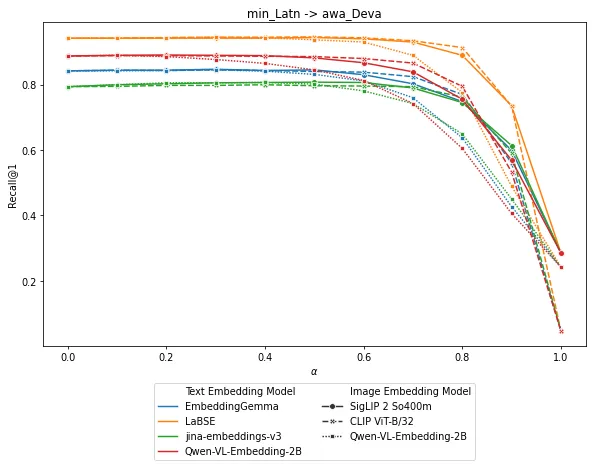 min_Latn -> awa_Deva
Recall@1
0.8
0.6
0.4
0.2
0.0 0.2 0.4 0.6 0.8 1.0
α
Text Embedding Model Image Embedding Model
EmbeddingGemma SigLIP 2 So400m
LaBSE CLIP ViT-B/32
jina-embeddings-v3 Qwen-VL-Embedding-2B
Qwen-VL-Embedding-2B